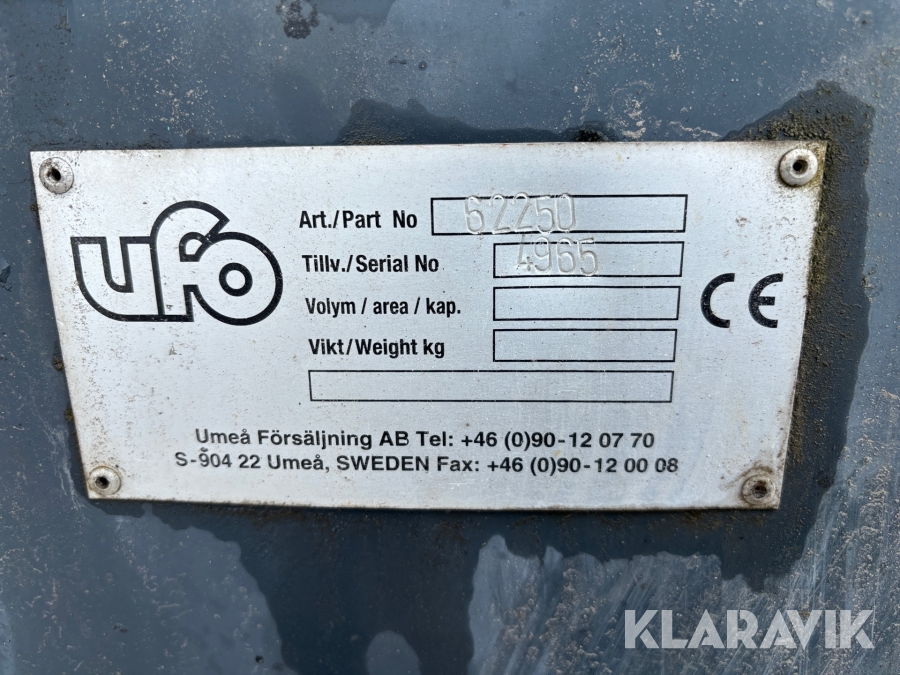 ufo
Art./Part No 62250
Tillv./Serial No 4965
Volym / area / kap.
Vikt/Weight kg
CE
Umeå Försäljning AB Tel: +46 (0)90-12 07 70
S-904 22 Umeå, SWEDEN Fax: +46 (0)90-12 00 08
KLARAVIK